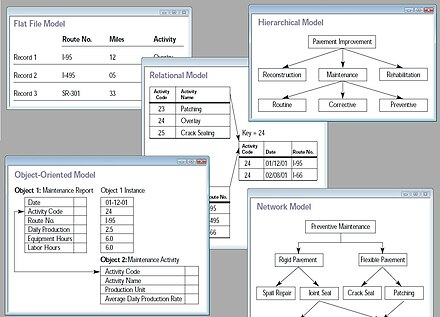 Flat File Model
Route No. Miles Activity
Record 1 I-95 12
Record 2 I-495 05
Record 3 SR-301 33
Hierarchical Model
Pavement Improvement
Reconstruction Maintenance Rehabilitation
Routine Corrective Preventive
Relational Model
Activity Code Activity Name
23 Patching
24 Overlay
25 Crack Sealing
Key = 24
Activity Code Date Route No.
24 01/12/01 I-95
24 02/08/01 I-66
Route No.
I-66
Object-Oriented Model
Object 1: Maintenance Report Object 1 Instance
Date 01-12-01
Activity Code 24
Route No. I-95
Daily Production 2.5
Equipment Hours 6.0
Labor Hours 6.0
Object 2: Maintenance Activity
Activity Code
Activity Name
Production Unit
Average Daily Production Rate
Network Model
Preventive Maintenance
Rigid Pavement Flexible Pavement
Spall Repair Joint Seal Crack Seal Patching